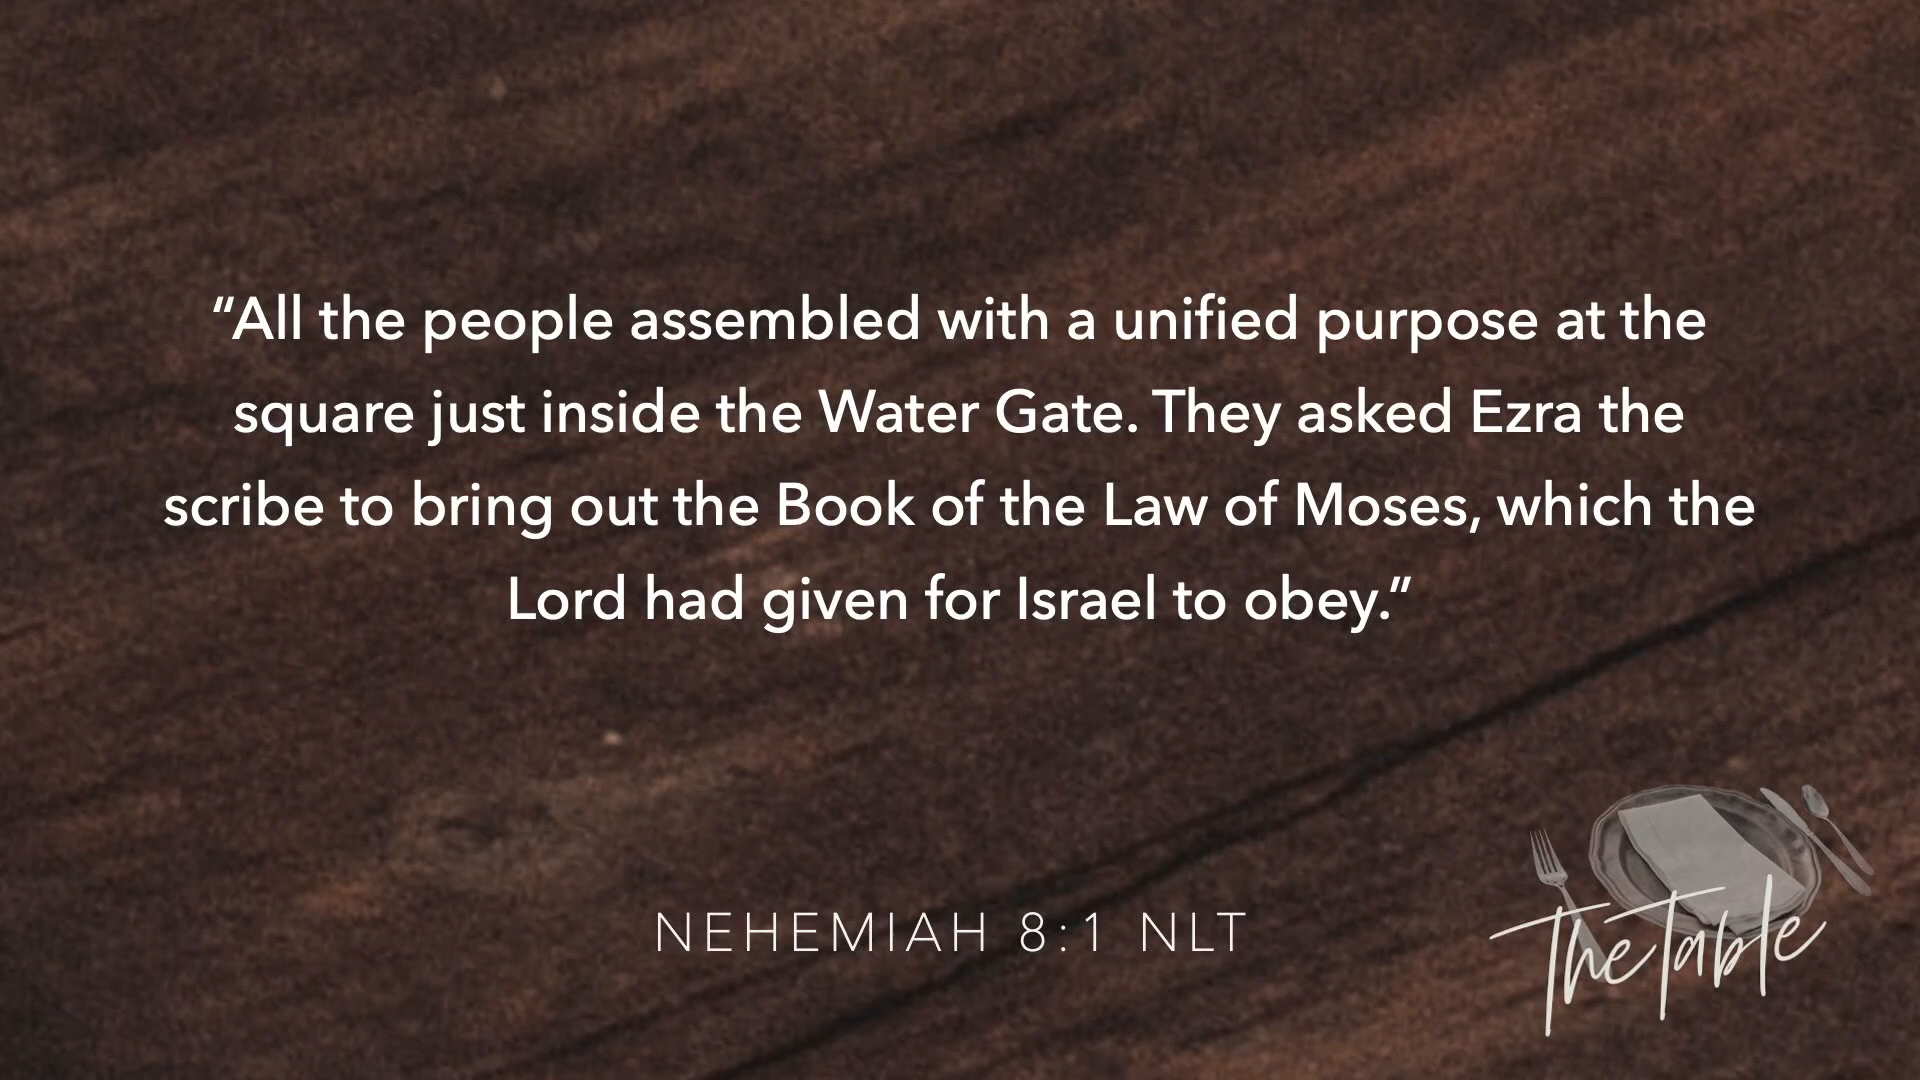 “All the people assembled with a unified purpose at the
square just inside the Water Gate. They asked Ezra the
scribe to bring out the Book of the Law of Moses, which the
Lord had given for Israel to obey.”
NEHEMIAH 8:1 NLT
The Table